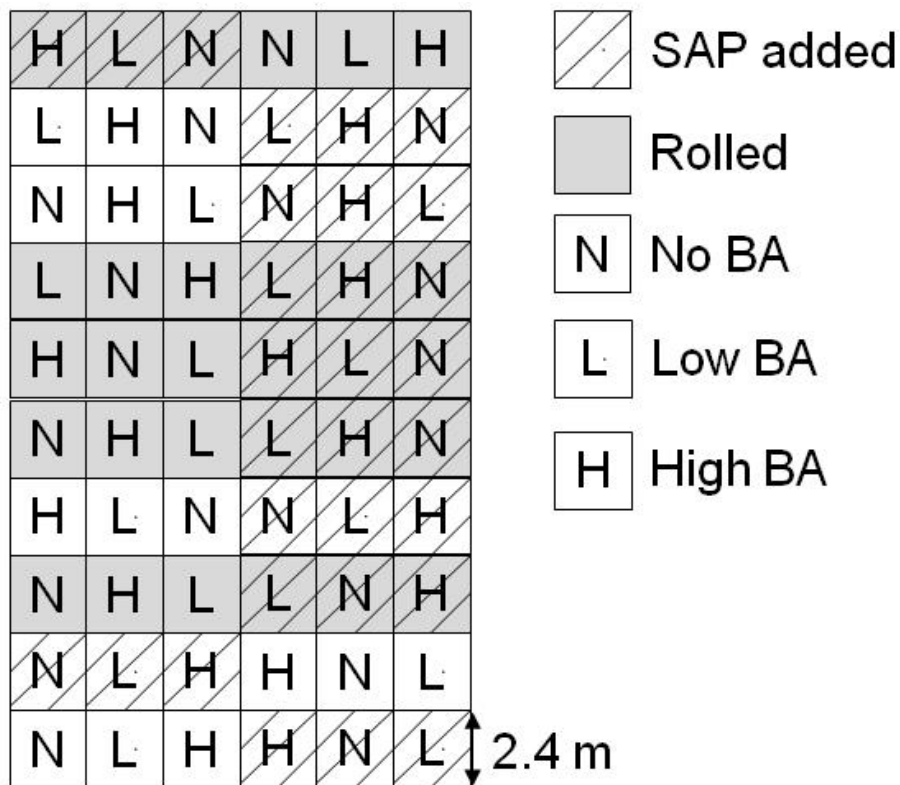 H L N N L H
L H N L H N
N H L N H L
L N H L H N
H N L H L N
N H L L H N
H L N N L H
N H L L N H
N L H H N L
N L H H N L
2.4 m
SAP added
Rolled
N No BA
L Low BA
H High BA